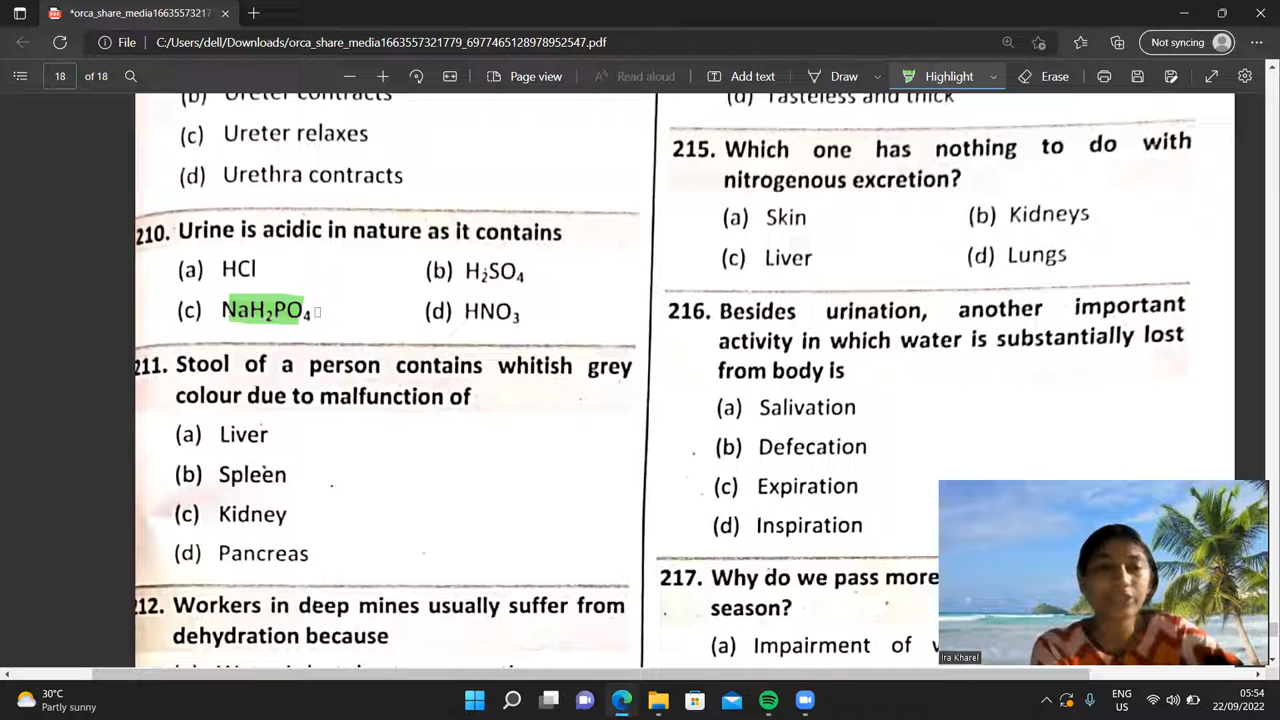 *orca_share_media1663557321
File
C:/Users/dell/Downloads/orca_share_media1663557321779_6977465128978952547.pdf
Not syncing
18 of 18
Page view
Read aloud
Add text
Draw
Highlight
Erase
(b) Ureter contracts
(c) Ureter relaxes
(d) Urethra contracts
210. Urine is acidic in nature as it contains
(a) HCl
(b) H₂SO₄
(c) NaH₂PO₄
(d) HNO₃
211. Stool of a person contains whitish grey
colour due to malfunction of
(a) Liver
(b) Spleen
(c) Kidney
(d) Pancreas
212. Workers in deep mines usually suffer from
dehydration because
(d) Tasteless and thick
215. Which one has nothing to do with
nitrogenous excretion?
(a) Skin
(b) Kidneys
(c) Liver
(d) Lungs
216. Besides urination, another important
activity in which water is substantially lost
from body is
(a) Salivation
(b) Defecation
(c) Expiration
(d) Inspiration
217. Why do we pass more
season?
(a) Impairment of
Ira Kharel
30°C
Partly sunny
ENG
US
05:54
22/09/2022